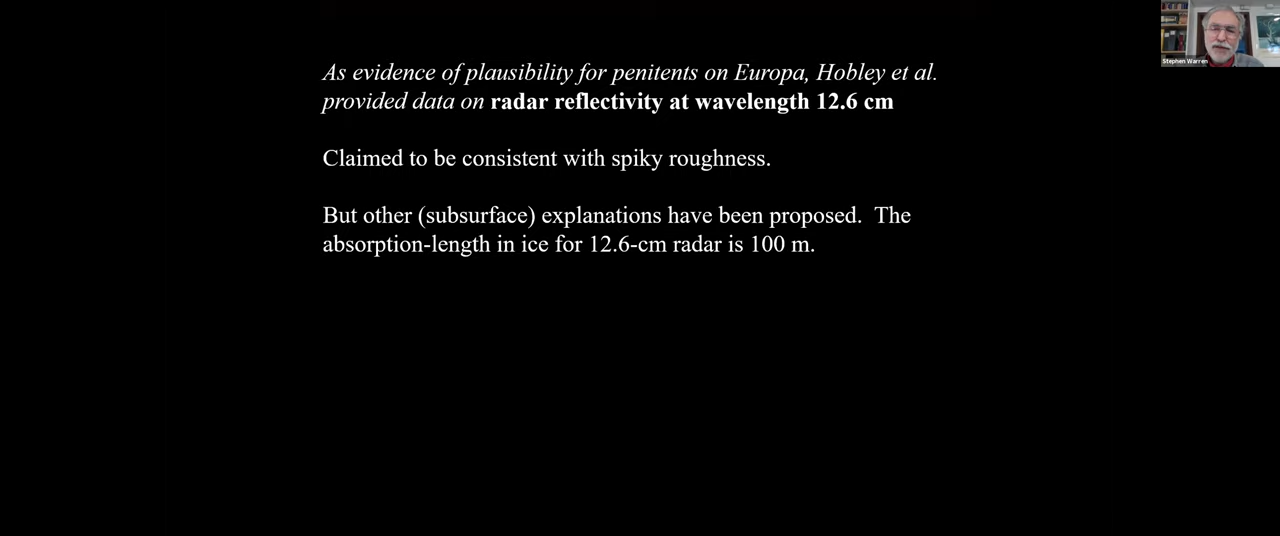 As evidence of plausibility for penitents on Europa, Hobley et al.
provided data on radar reflectivity at wavelength 12.6 cm
Claimed to be consistent with spiky roughness.
But other (subsurface) explanations have been proposed. The
absorption-length in ice for 12.6-cm radar is 100 m.
Stephen Warren